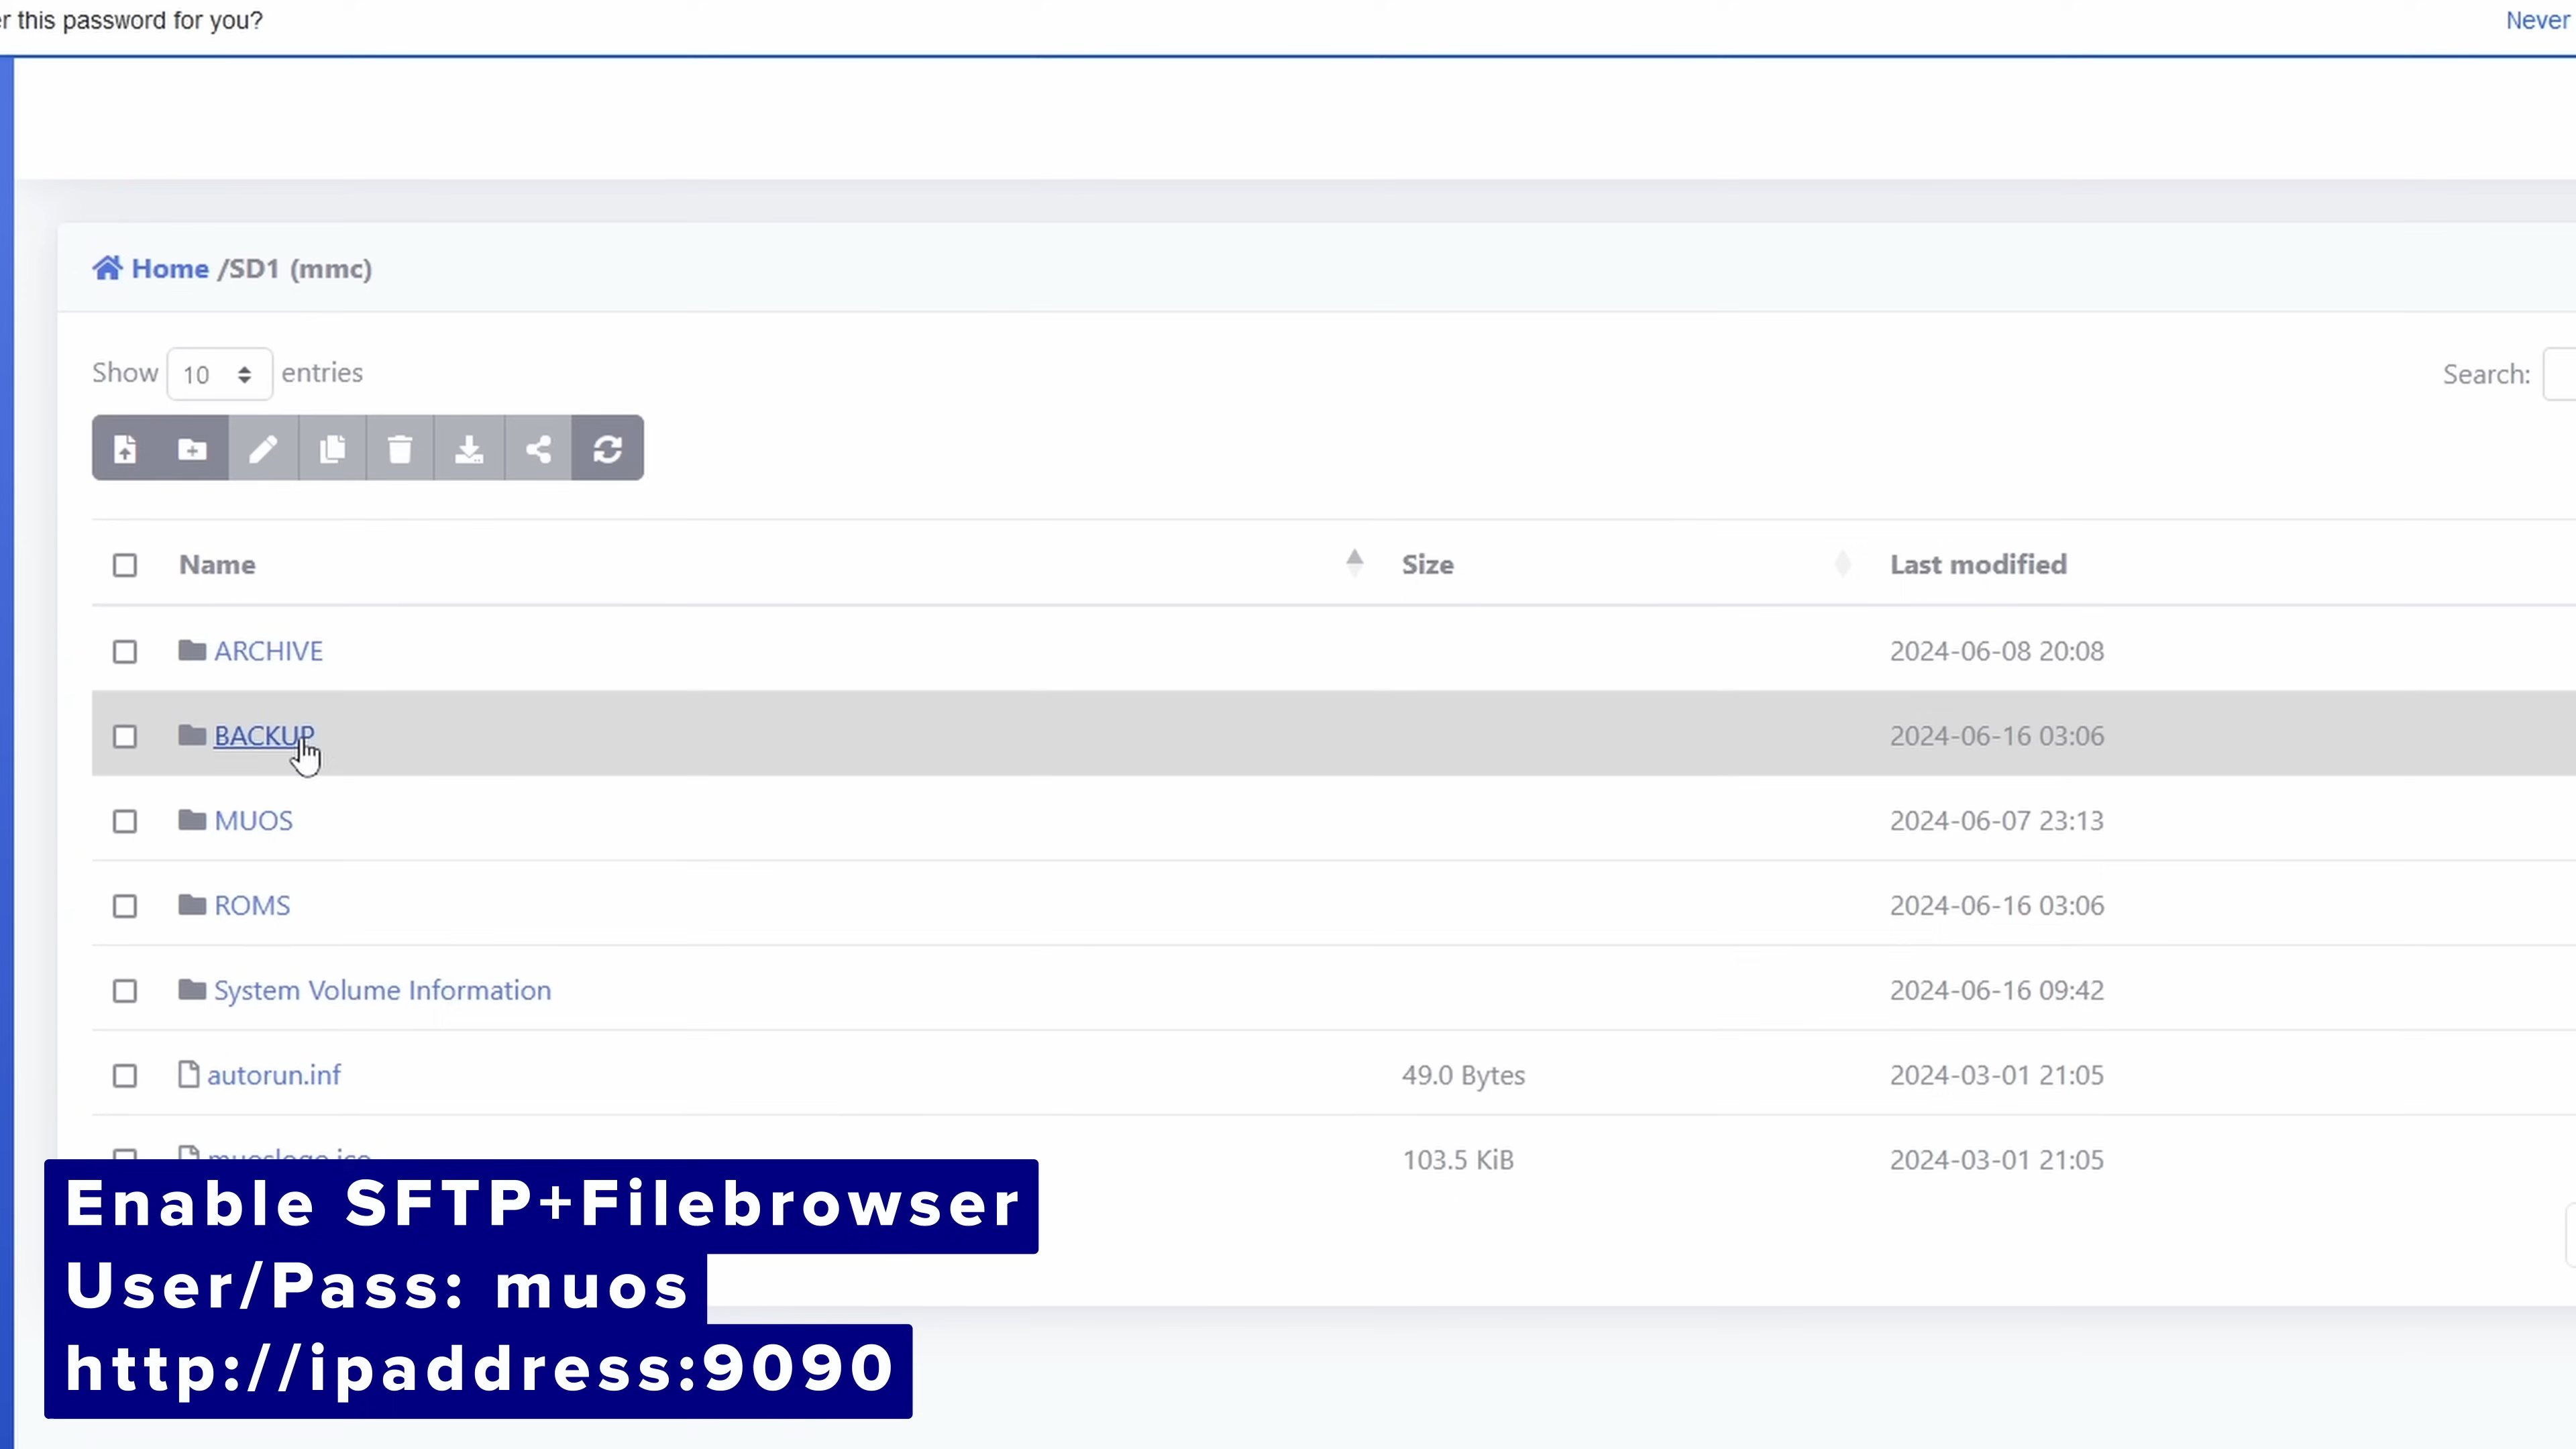 r this password for you?
Never
Home /SD1 (mmc)
Show 10 entries
Search:
Name Size Last modified
ARCHIVE 2024-06-08 20:08
BACKUP 2024-06-16 03:06
MUOS 2024-06-07 23:13
ROMS 2024-06-16 03:06
System Volume Information 2024-06-16 09:42
autorun.inf 49.0 Bytes 2024-03-01 21:05
103.5 KiB 2024-03-01 21:05
Enable SFTP+Filebrowser
User/Pass: muos
http://ipaddress:9090